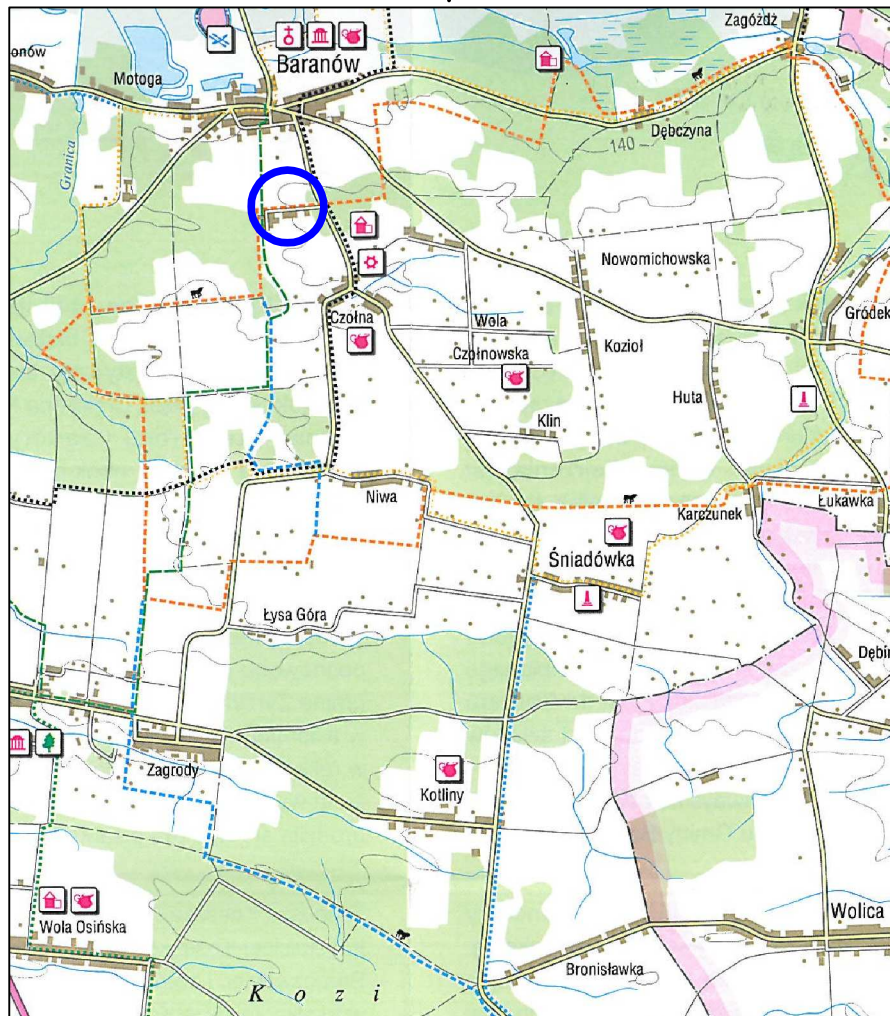 Zagóźdź
onów
Baranów
Motoga
Dębczyna
140
Granica
Nowomichowska
Gródek
Czołna
Wola
Czołnowska
Kozioł
Huta
Klin
Niwa
Karczunek
Łukawka
Śniadówka
Łysa Góra
Dębin
Zagrody
Kotliny
Wola Osińska
Wolica
Bronisławka
Kozi